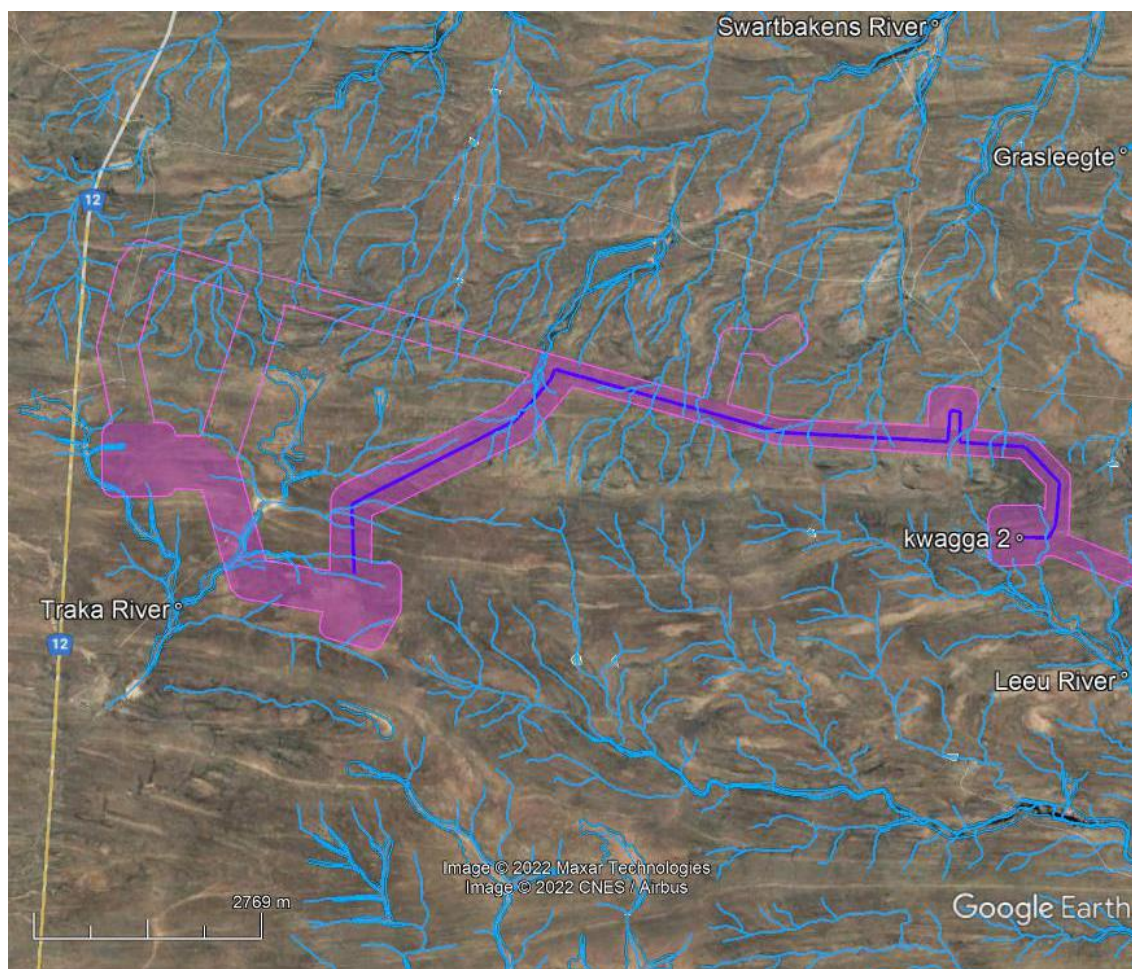 Swartbakens River
Grasleegte
12
kwagga 2
Traka River
12
Leeu River
Image © 2022 Maxar Technologies
Image © 2022 CNES / Airbus
2769 m
Google Earth